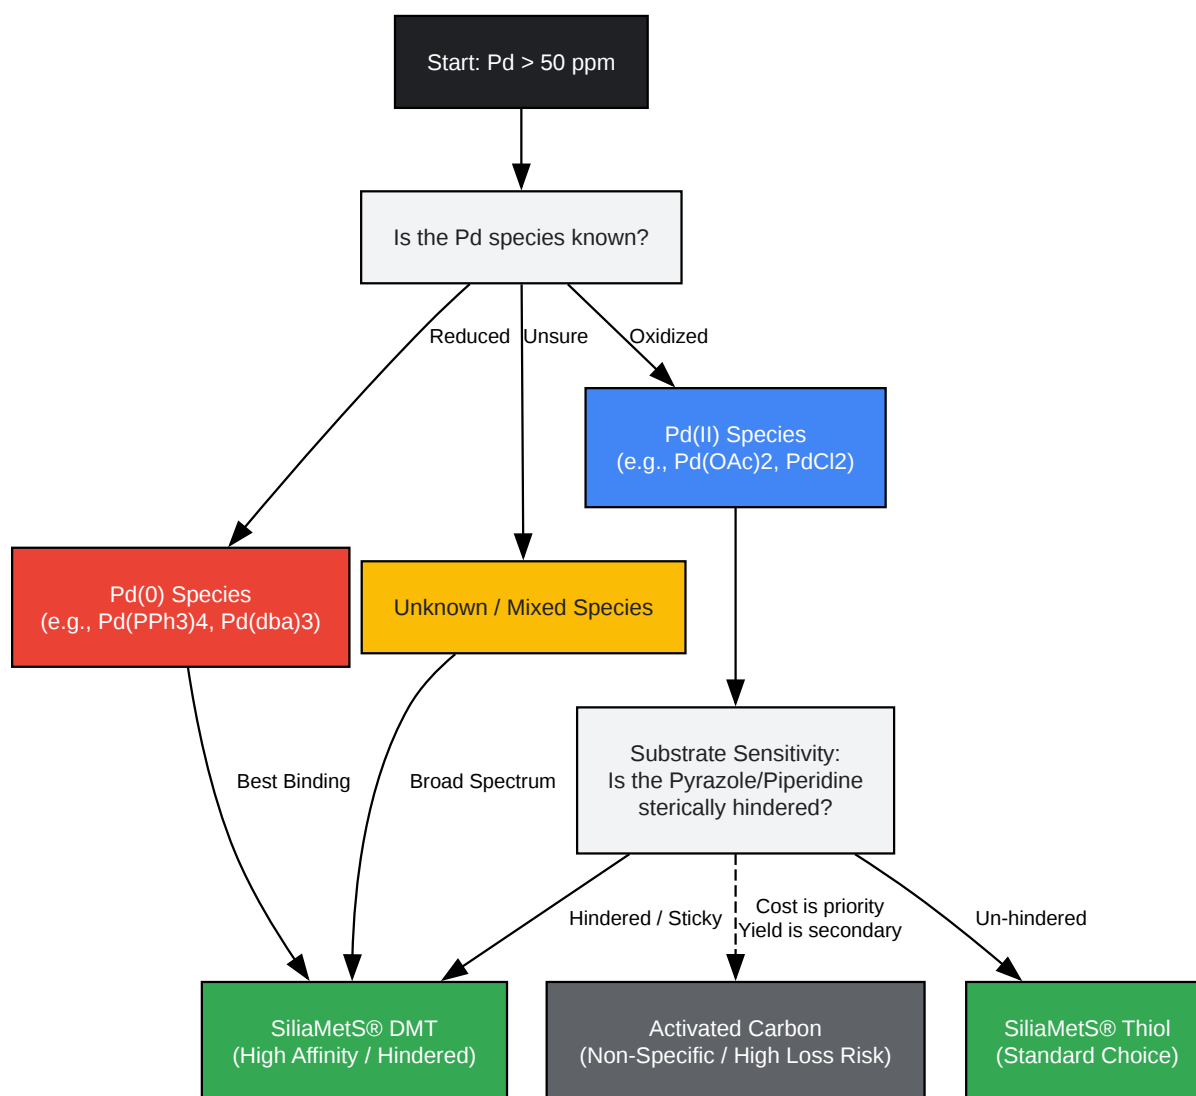 Start: Pd > 50 ppm
Is the Pd species known?
Reduced
Unsure
Oxidized
Pd(II) Species
(e.g., Pd(OAc)2, PdCl2)
Pd(0) Species
(e.g., Pd(PPh3)4, Pd(dba)3)
Unknown / Mixed Species
Substrate Sensitivity:
Is the Pyrazole/Piperidine
sterically hindered?
Best Binding
Broad Spectrum
Hindered / Sticky
Cost is priority
Yield is secondary
Un-hindered
SiliaMetS® DMT
(High Affinity / Hindered)
Activated Carbon
(Non-Specific / High Loss Risk)
SiliaMetS® Thiol
(Standard Choice)